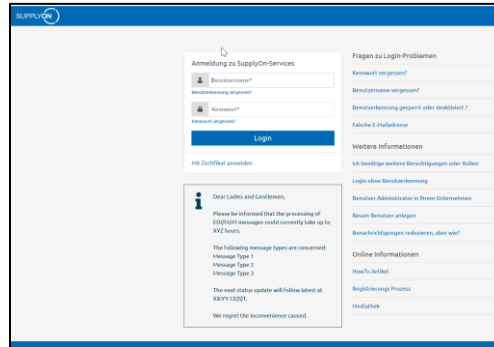 SUPPLYON
Anmeldung zu SupplyOn-Services
Benutzername*
Benutzerkennung vergessen?
Kennwort*
Kennwort vergessen?
Login
Mit Zertifikat anmelden
Dear Ladies and Gentlemen,
Please be informed that the processing of
EDI/M2M messages could currently take up to
XYZ hours.
The following message types are concerned:
Message Type 1
Message Type 2
Message Type 3
The next status update will follow latest at
XX:YY CE(S)T.
We regret the inconvenience caused.
Fragen zu Login-Problemen
Kennwort vergessen?
Benutzername vergessen?
Benutzerkennung gesperrt oder deaktiviert ?
Falsche E-Mailadresse
Weitere Informationen
Ich benötige weitere Berechtigungen oder Rollen
Login ohne Benutzerkennung
Benutzer Administrator in Ihrem Unternehmen
Neuen Benutzer anlegen
Benachrichtigungen reduzieren, aber wie?
Online Informationen
HowTo Artikel
Registrierungs Prozess
Mediathek